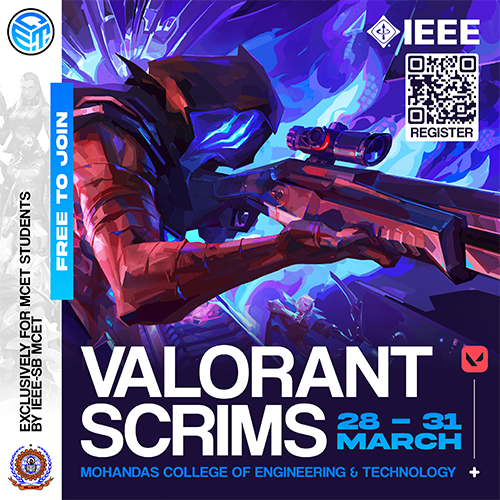 IEEE
REGISTER
FREE TO JOIN
EXCLUSIVELY FOR MCET STUDENTS
BY IEEE-SB MCET
VALORANT
SCRIMS
28 – 31
MARCH
MOHANDAS COLLEGE OF ENGINEERING & TECHNOLOGY